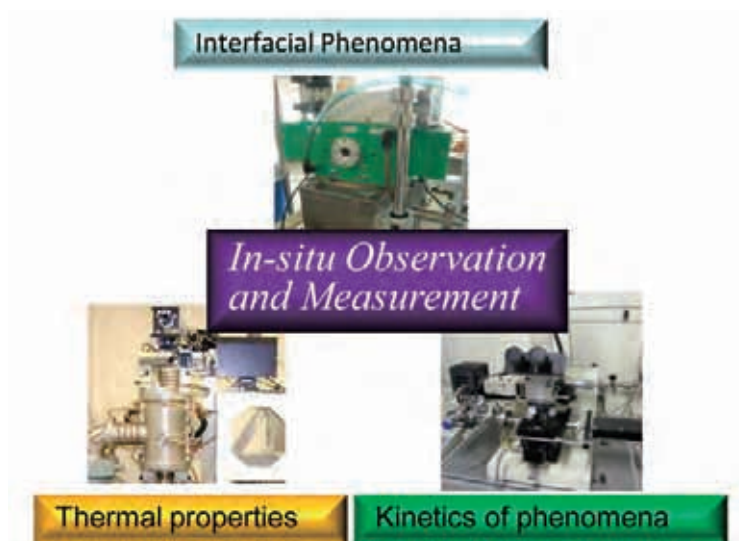 Interfacial Phenomena
In-situ Observation
and Measurement
Thermal properties
Kinetics of phenomena